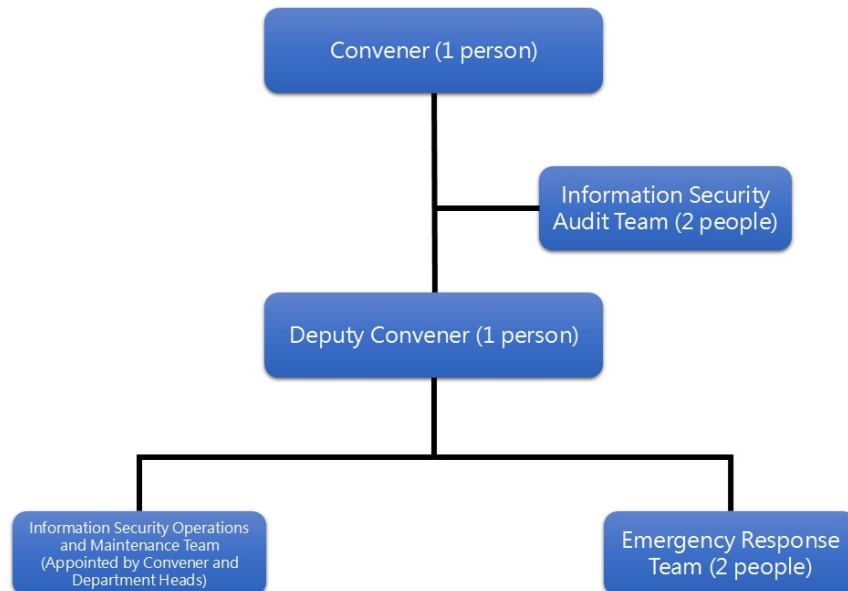 Convener (1 person)
Information Security
Audit Team (2 people)
Deputy Convener (1 person)
Information Security Operations
and Maintenance Team
(Appointed by Convener and
Department Heads)
Emergency Response
Team (2 people)